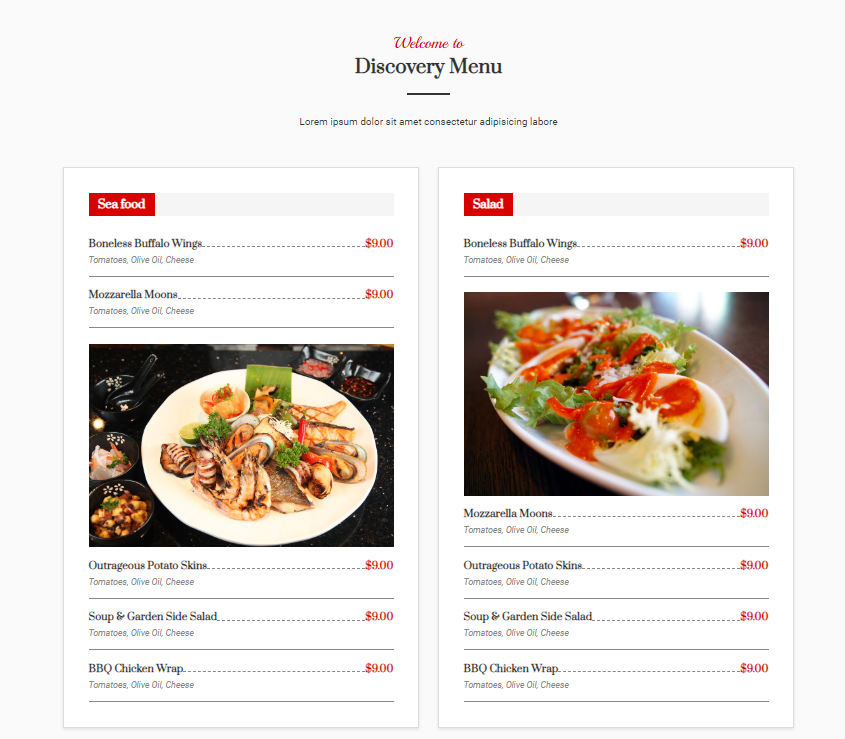 Welcome to
Discovery Menu
Lorem ipsum dolor sit amet consectetur adipisicing labore
Sea food
Boneless Buffalo Wings $9.00
Tomatoes, Olive Oil, Cheese
Mozzarella Moons $9.00
Tomatoes, Olive Oil, Cheese
Outrageous Potato Skins $9.00
Tomatoes, Olive Oil, Cheese
Soup & Garden Side Salad $9.00
Tomatoes, Olive Oil, Cheese
BBQ Chicken Wrap $9.00
Tomatoes, Olive Oil, Cheese
Salad
Boneless Buffalo Wings $9.00
Tomatoes, Olive Oil, Cheese
Mozzarella Moons $9.00
Tomatoes, Olive Oil, Cheese
Outrageous Potato Skins $9.00
Tomatoes, Olive Oil, Cheese
Soup & Garden Side Salad $9.00
Tomatoes, Olive Oil, Cheese
BBQ Chicken Wrap $9.00
Tomatoes, Olive Oil, Cheese